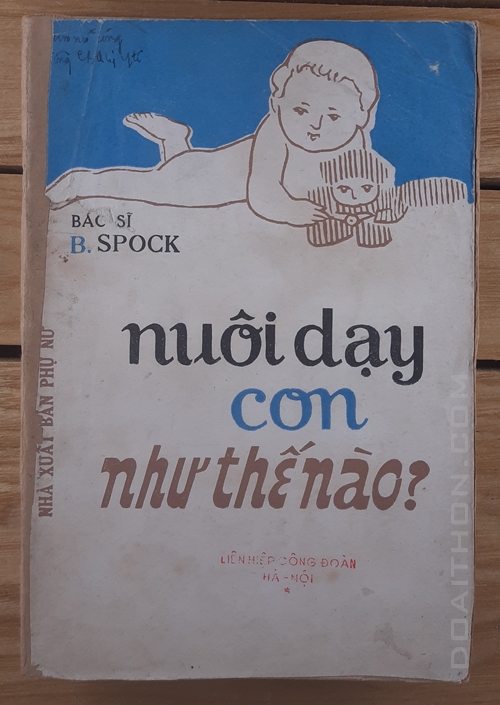 BÁC SĨ
B. SPOCK
nuôi dạy
con
như thế nào?
NHÀ XUẤT BẢN PHỤ NỮ
LIÊN HIỆP CÔNG ĐOÀN
HÀ-NỘI
DOAITHON.COM